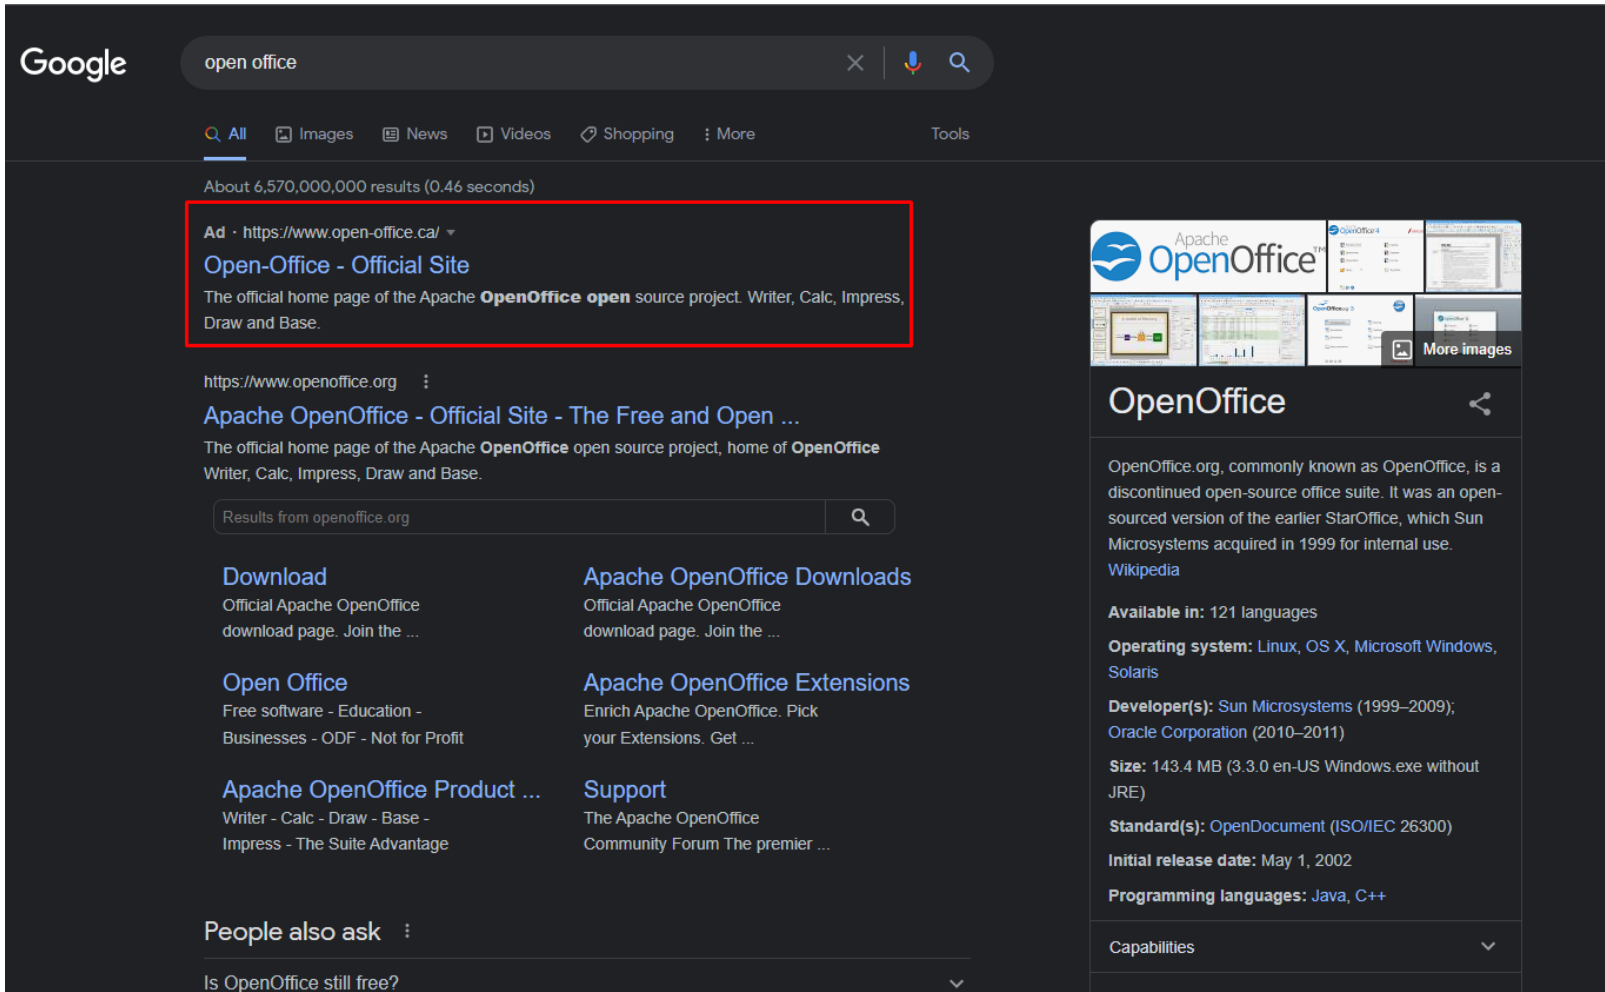 Google
open office
All Images News Videos Shopping More Tools
About 6,570,000,000 results (0.46 seconds)
Ad · https://www.open-office.ca/
Open-Office - Official Site
The official home page of the Apache OpenOffice open source project. Writer, Calc, Impress,
Draw and Base.
https://www.openoffice.org
Apache OpenOffice - Official Site - The Free and Open ...
The official home page of the Apache OpenOffice open source project, home of OpenOffice
Writer, Calc, Impress, Draw and Base.
Results from openoffice.org
Download
Official Apache OpenOffice
download page. Join the ...
Apache OpenOffice Downloads
Official Apache OpenOffice
download page. Join the ...
Open Office
Free software - Education -
Businesses - ODF - Not for Profit
Apache OpenOffice Extensions
Enrich Apache OpenOffice. Pick
your Extensions. Get ...
Apache OpenOffice Product ...
Writer - Calc - Draw - Base -
Impress - The Suite Advantage
Support
The Apache OpenOffice
Community Forum The premier ...
People also ask
Is OpenOffice still free?
Apache
OpenOffice™
OpenOffice 4
More images
OpenOffice
OpenOffice.org, commonly known as OpenOffice, is a
discontinued open-source office suite. It was an open-
sourced version of the earlier StarOffice, which Sun
Microsystems acquired in 1999 for internal use.
Wikipedia
Available in: 121 languages
Operating system: Linux, OS X, Microsoft Windows,
Solaris
Developer(s): Sun Microsystems (1999–2009);
Oracle Corporation (2010–2011)
Size: 143.4 MB (3.3.0 en-US Windows.exe without
JRE)
Standard(s): OpenDocument (ISO/IEC 26300)
Initial release date: May 1, 2002
Programming languages: Java, C++
Capabilities